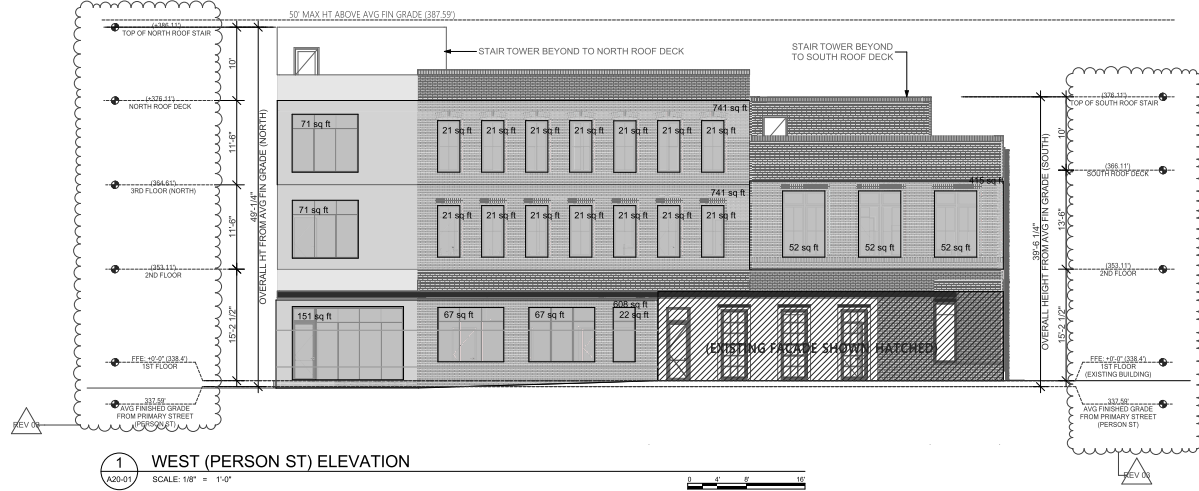 50' MAX HT ABOVE AVG FIN GRADE (387.59')
(+386.11')
TOP OF NORTH ROOF STAIR
10'
STAIR TOWER BEYOND TO NORTH ROOF DECK
STAIR TOWER BEYOND
TO SOUTH ROOF DECK
(+376.11')
NORTH ROOF DECK
(376.11')
TOP OF SOUTH ROOF STAIR
741 sq ft
71 sq ft
21 sq ft
21 sq ft
21 sq ft
21 sq ft
21 sq ft
21 sq ft
21 sq ft
11'-6"
10'
OVERALL HT FROM AVG FIN GRADE (NORTH)
49'-1/4"
OVERALL HEIGHT FROM AVG FIN GRADE (SOUTH)
39'-6 1/4"
(366.11')
SOUTH ROOF DECK
(364.61')
3RD FLOOR (NORTH)
415 sq ft
741 sq ft
71 sq ft
21 sq ft
21 sq ft
21 sq ft
21 sq ft
21 sq ft
21 sq ft
21 sq ft
11'-6"
13'-6"
52 sq ft
52 sq ft
52 sq ft
(353.11')
2ND FLOOR
(353.11')
2ND FLOOR
608 sq ft
151 sq ft
67 sq ft
67 sq ft
22 sq ft
15'-2 1/2"
15'-2 1/2"
(EXISTING FACADE SHOWN HATCHED)
FFE: +0'-0" (338.4')
1ST FLOOR
FFE: +0'-0" (338.4')
1ST FLOOR
(EXISTING BUILDING)
337.59'
AVG FINISHED GRADE
FROM PRIMARY STREET
(PERSON ST)
337.59'
AVG FINISHED GRADE
FROM PRIMARY STREET
(PERSON ST)
REV 03
REV 03
1
A20-01
WEST (PERSON ST) ELEVATION
SCALE: 1/8" = 1'-0"
0 4' 8' 16'